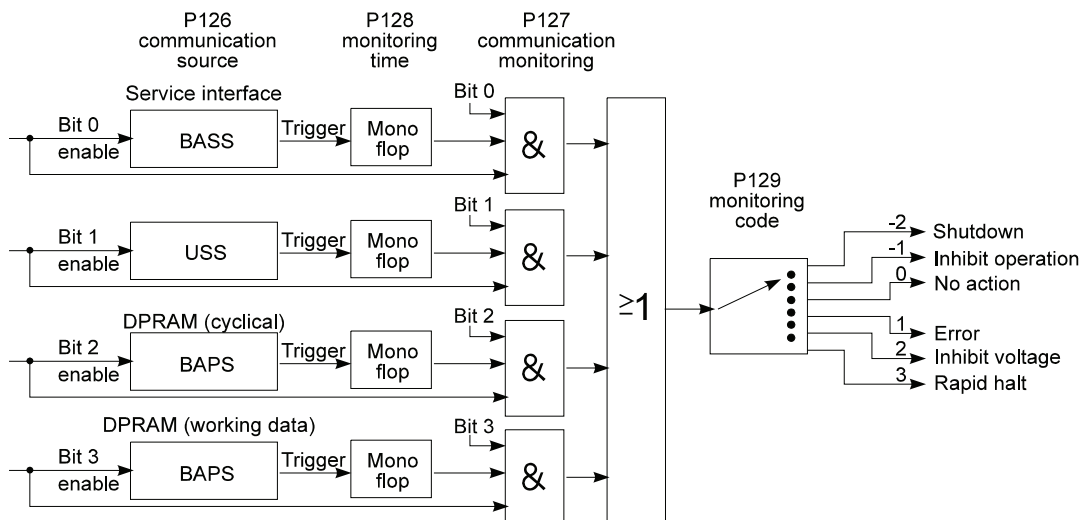 P126
communication
source
P128
monitoring
time
P127
communication
monitoring
Service interface
Bit 0
enable
BASS
Trigger
Mono
flop
Bit 0
&
Bit 1
enable
USS
Trigger
Mono
flop
Bit 1
&
DPRAM (cyclical)
Bit 2
enable
BAPS
Trigger
Mono
flop
Bit 2
&
DPRAM (working data)
Bit 3
enable
BAPS
Trigger
Mono
flop
Bit 3
&
≥1
P129
monitoring
code
-2 Shutdown
-1 Inhibit operation
0 No action
1 Error
2 Inhibit voltage
3 Rapid halt